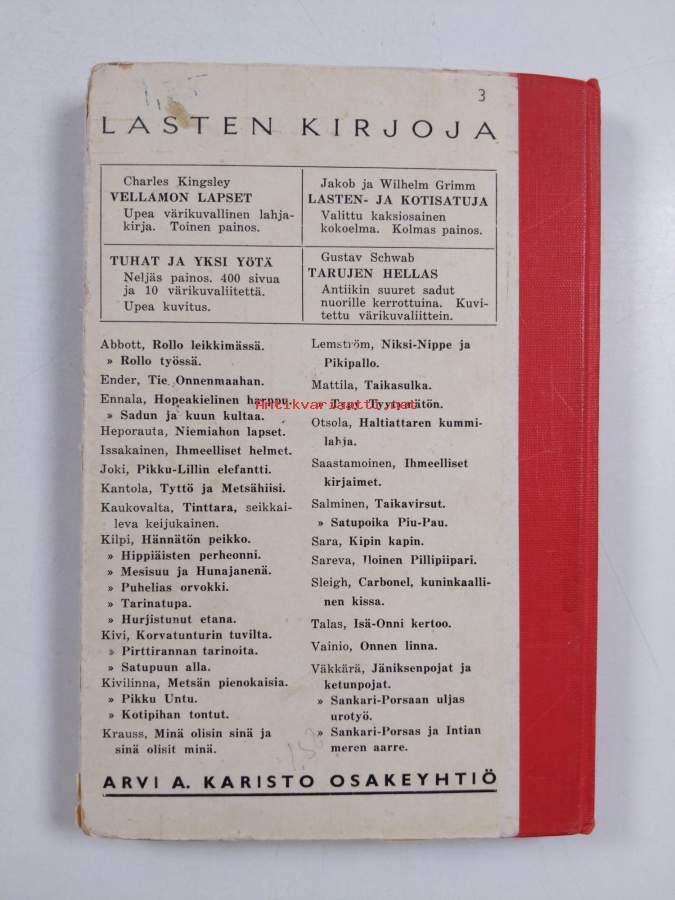 3
LASTEN KIRJOJA
Charles Kingsley
VELLAMON LAPSET
Upea värikuvallinen lahja-
kirja. Toinen painos.
Jakob ja Wilhelm Grimm
LASTEN- JA KOTISATUJA
Valittu kaksiosainen
kokoelma. Kolmas painos.
TUHAT JA YKSI YÖTÄ
Neljäs painos. 400 sivua
ja 10 värikuvaliitettä.
Upea kuvitus.
Gustav Schwab
TARUJEN HELLAS
Antiikin suuret sadut
nuorille kerrottuina. Kuvi-
tettu värikuvaliittein.
Abbott, Rollo leikkimässä.
» Rollo työssä.
Ender, Tie Onnenmaahan.
Ennala, Hopeakielinen harppu.
» Sadun ja kuun kultaa.
Heporauta, Niemiahon lapset.
Issakainen, Ihmeelliset helmet.
Joki, Pikku-Lillin elefantti.
Kantola, Tyttö ja Metsähiisi.
Kaukovalta, Tinttara, seikkai-
leva keijukainen.
Kilpi, Hännätön peikko.
» Hippiäisten perheonni.
» Mesisuu ja Hunajanenä.
» Puhelias orvokki.
» Tarinatupa.
» Hurjistunut etana.
Kivi, Korvatunturin tuvilta.
» Pirttirannan tarinoita.
» Satupuun alla.
Kivilinna, Metsän pienokaisia.
» Pikku Untu.
» Kotipihan tontut.
Krauss, Minä olisin sinä ja
sinä olisit minä.
Lemström, Niksi-Nippe ja
Pikipallo.
Mattila, Taikasulka.
» Taav Tyytymätön.
Otsola, Haltiattaren kummi-
lahja.
Saastamoinen, Ihmeelliset
kirjaimet.
Salminen, Taikavirsut.
» Satupoika Piu-Pau.
Sara, Kipin kapin.
Sareva, Iloinen Pillipiipari.
Sleigh, Carbonel, kuninkaalli-
nen kissa.
Talas, Isä-Onni kertoo.
Vainio, Onnen linna.
Väkkärä, Jäniksenpojat ja
ketunpojat.
» Sankari-Porsaan uljas
urotyö.
» Sankari-Porsas ja Intian
meren aarre.
ARVI A. KARISTO OSAKEYHTIÖ
Antikvariaatti.net